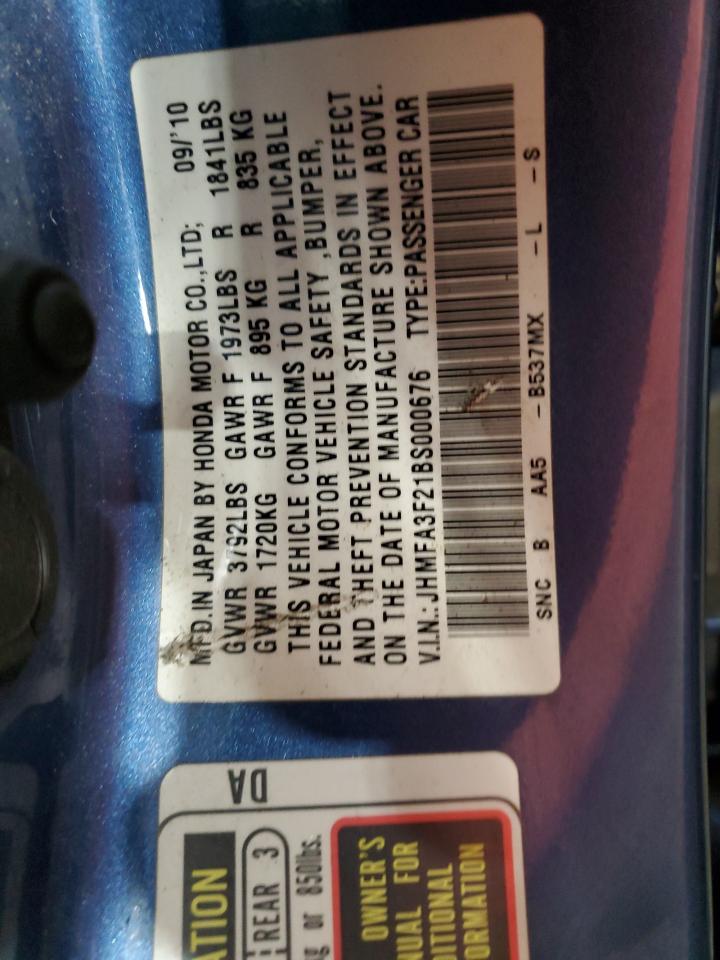 MFD.IN JAPAN BY HONDA MOTOR CO.,LTD; 09/'10
GVWR 3792LBS GAWR F 1973LBS R 1841LBS
GVWR 1720KG GAWR F 895 KG R 835 KG
THIS VEHICLE CONFORMS TO ALL APPLICABLE
FEDERAL MOTOR VEHICLE SAFETY ,BUMPER,
AND THEFT PREVENTION STANDARDS IN EFFECT
ON THE DATE OF MANUFACTURE SHOWN ABOVE.
V.I.N.:JHMFA3F21BS000676 TYPE:PASSENGER CAR
SNC B AA5 -B537MX -L -S
DA
ATION
REAR 3
or 850lbs.
OWNER'S
NUAL FOR
DITIONAL
ORMATION